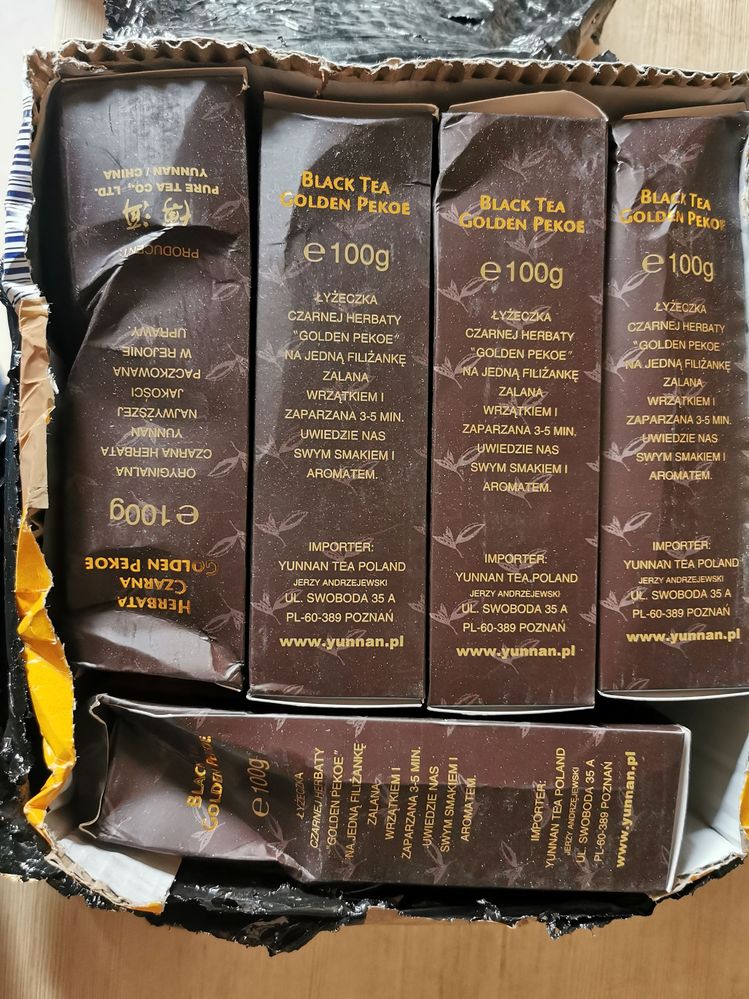 HERBATA
CZARNA
GOLDEN PEKOE
℮100g
ORYGINALNA
CZARNA HERBATA
YUNNAN
NAJWYŻSZEJ
JAKOŚCI
PACZKOWANA
W REJONIE
UPRAWY
PRODUCENT:
PURE TEA CO., LTD.
YUNNAN / CHINA
BLACK TEA
GOLDEN PEKOE
℮100g
ŁYŻECZKA
CZARNEJ HERBATY
"GOLDEN PEKOE"
NA JEDNĄ FILIŻANKĘ
ZALANA
WRZĄTKIEM I
ZAPARZANA 3-5 MIN.
UWIEDZIE NAS
SWYM SMAKIEM I
AROMATEM.
IMPORTER:
YUNNAN TEA POLAND
JERZY ANDRZEJEWSKI
UL. SWOBODA 35 A
PL-60-389 POZNAŃ
www.yunnan.pl
BLACK TEA
GOLDEN PEKOE
℮100g
ŁYŻECZKA
CZARNEJ HERBATY
"GOLDEN PEKOE"
NA JEDNĄ FILIŻANKĘ
ZALANA
WRZĄTKIEM I
ZAPARZANA 3-5 MIN.
UWIEDZIE NAS
SWYM SMAKIEM I
AROMATEM.
IMPORTER:
YUNNAN TEA POLAND
JERZY ANDRZEJEWSKI
UL. SWOBODA 35 A
PL-60-389 POZNAŃ
www.yunnan.pl
BLACK TEA
GOLDEN PEKOE
℮100g
ŁYŻECZKA
CZARNEJ HERBATY
"GOLDEN PEKOE"
NA JEDNĄ FILIŻANKĘ
ZALANA
WRZĄTKIEM I
ZAPARZANA 3-5 MIN.
UWIEDZIE NAS
SWYM SMAKIEM I
AROMATEM.
IMPORTER:
YUNNAN TEA POLAND
JERZY ANDRZEJEWSKI
UL. SWOBODA 35 A
PL-60-389 POZNAŃ
www.yunnan.pl
BLACK TEA
GOLDEN PEKOE
℮100g
ŁYŻECZKA
CZARNEJ HERBATY
"GOLDEN PEKOE"
NA JEDNĄ FILIŻANKĘ
ZALANA
WRZĄTKIEM I
ZAPARZANA 3-5 MIN.
UWIEDZIE NAS
SWYM SMAKIEM I
AROMATEM.
IMPORTER:
YUNNAN TEA POLAND
JERZY ANDRZEJEWSKI
UL. SWOBODA 35 A
PL-60-389 POZNAŃ
www.yunnan.pl